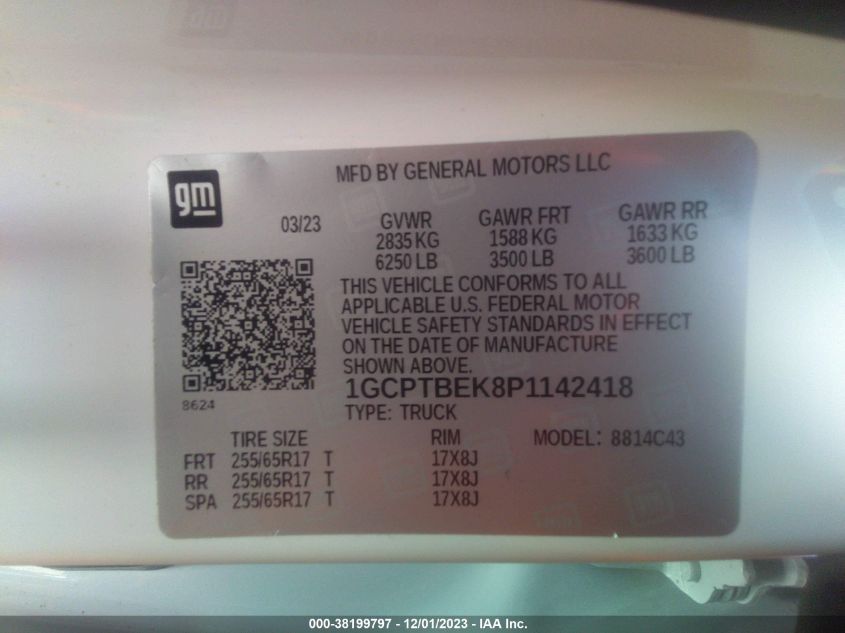 gm
MFD BY GENERAL MOTORS LLC
03/23
GVWR GAWR FRT GAWR RR
2835 KG 1588 KG 1633 KG
6250 LB 3500 LB 3600 LB
THIS VEHICLE CONFORMS TO ALL
APPLICABLE U.S. FEDERAL MOTOR
VEHICLE SAFETY STANDARDS IN EFFECT
ON THE DATE OF MANUFACTURE
SHOWN ABOVE.
1GCPTBEK8P1142418
8624
TYPE: TRUCK
TIRE SIZE RIM MODEL: 8814C43
FRT 255/65R17 T 17X8J
RR 255/65R17 T 17X8J
SPA 255/65R17 T 17X8J
000-38199797 - 12/01/2023 - IAA Inc.